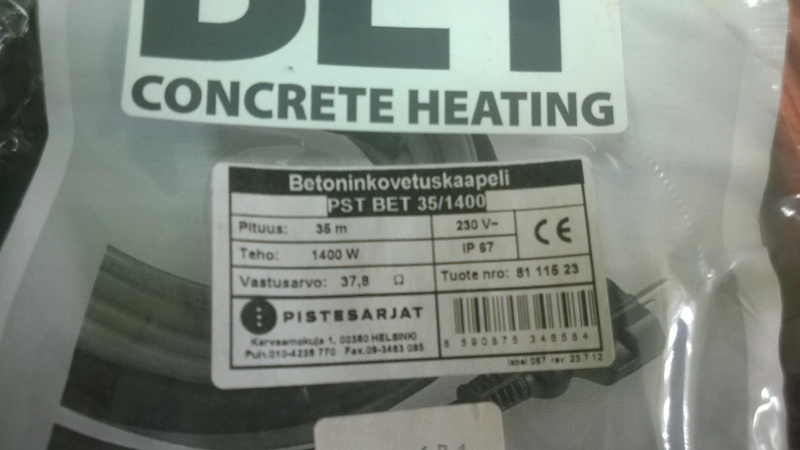 BET
CONCRETE HEATING
Betoninkovetuskaapeli
PST BET 35/1400
Pituus: 35 m
230 V~
CE
Teho: 1400 W
IP 67
Vastusarvo: 37,8 Ω
Tuote nro: 81 115 23
PISTESARJAT
Karvaamokuja 1, 00380 HELSINKI
Puh.010-4238 770 Fax.09-3463 095
8 590875 346584
label 087 rev. 23.7.12